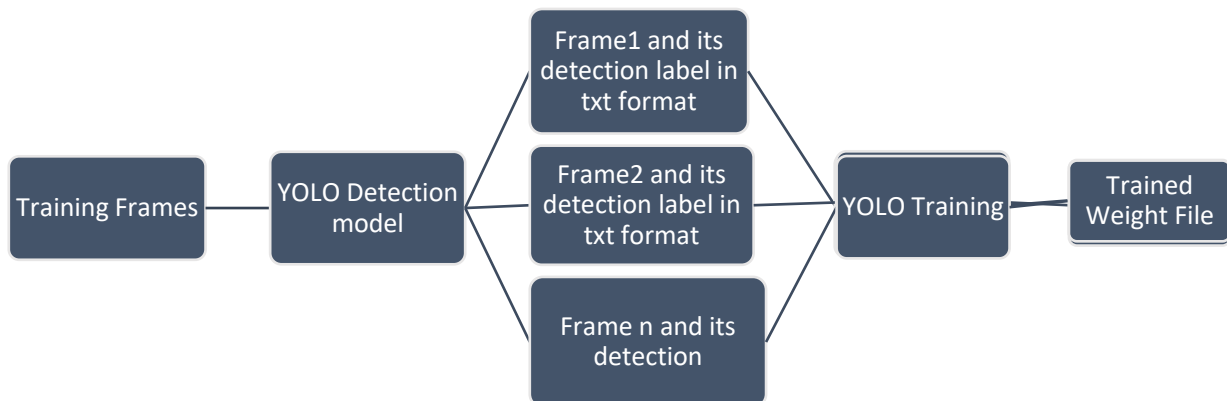 Training Frames
YOLO Detection
model
Frame1 and its
detection label in
txt format
Frame2 and its
detection label in
txt format
Frame n and its
detection
YOLO Training
Trained
Weight File